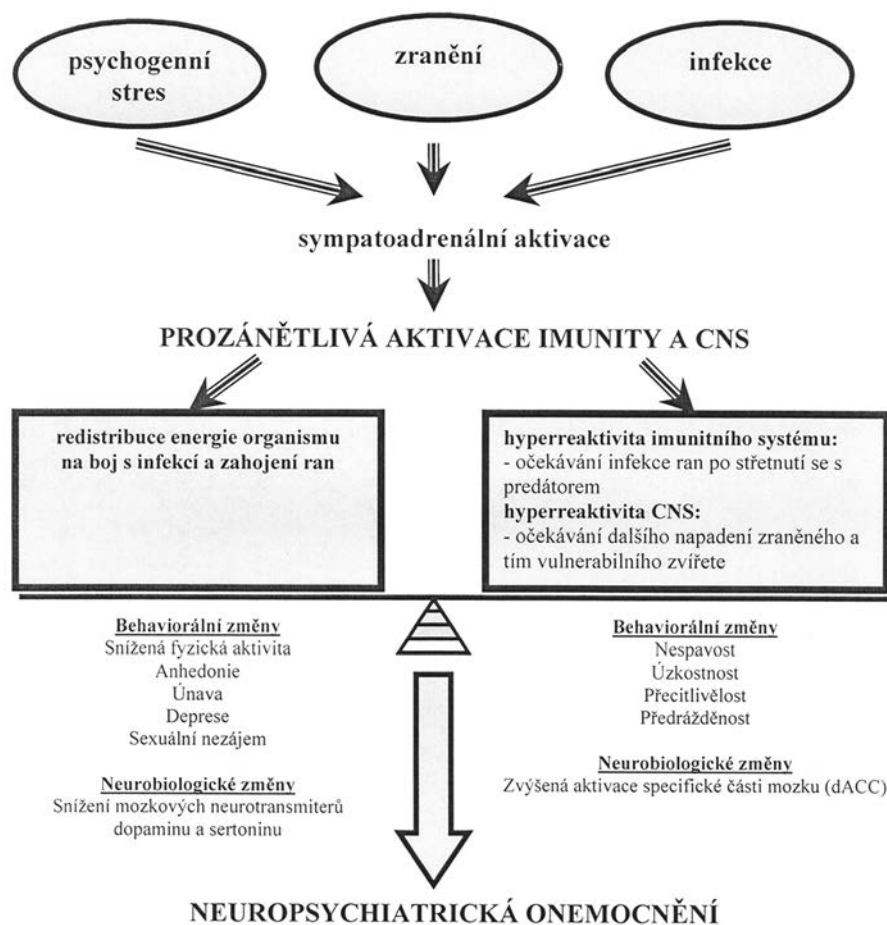 psychogenní
stres
zranění
infekce
sympatoadrenální aktivace
PROZÁNĚTLIVÁ AKTIVACE IMUNITY A CNS
redistribuce energie organismu
na boj s infekcí a zahojení ran
hyperreaktivita imunitního systému:
- očekávání infekce ran po střetnutí se s
predátorem
hyperreaktivita CNS:
- očekávání dalšího napadení zraněného a
tím vulnerabilního zvířete
Behaviorální změny
Snížená fyzická aktivita
Anhedonie
Únava
Deprese
Sexuální nezájem
Neurobiologické změny
Snížení mozkových neurotransmiterů
dopaminu a sertoninu
Behaviorální změny
Nespavost
Úzkostnost
Přecitlivělost
Předrážděnost
Neurobiologické změny
Zvýšená aktivace specifické části mozku (dACC)
NEUROPSYCHIATRICKÁ ONEMOCNĚNÍ